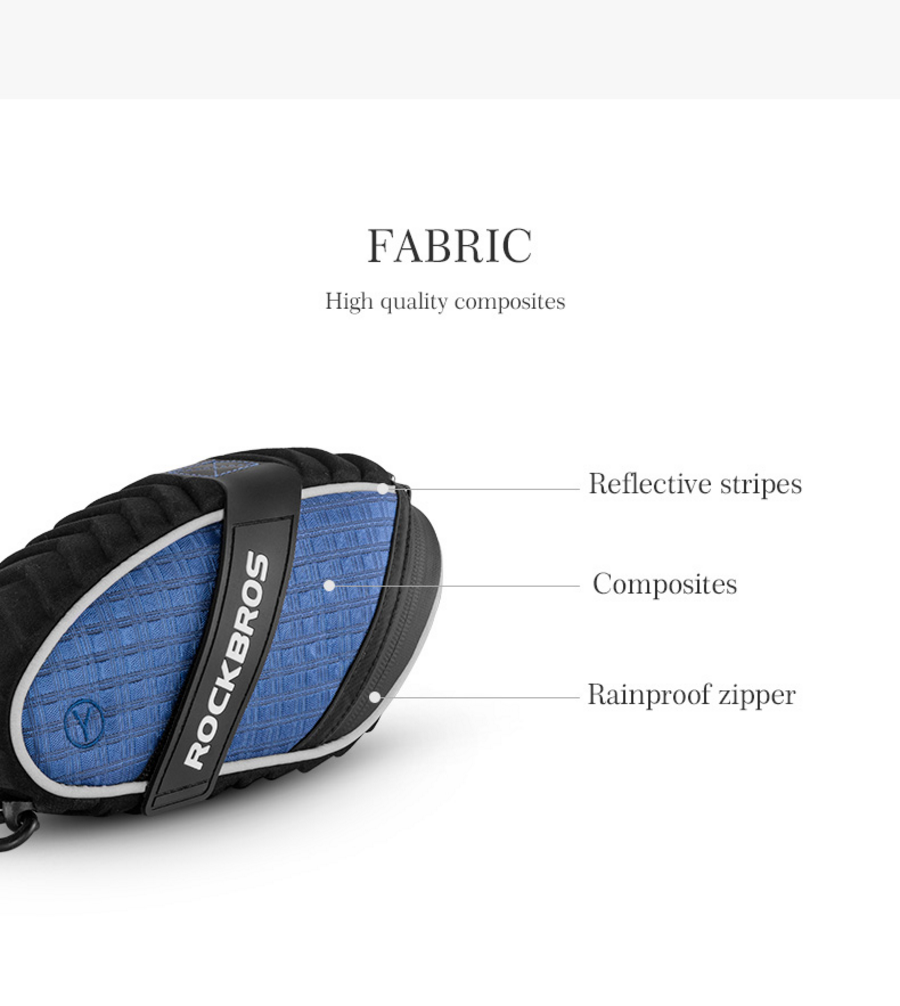 FABRIC
High quality composites
Reflective stripes
Composites
ROCKBROS
Rainproof zipper
Y